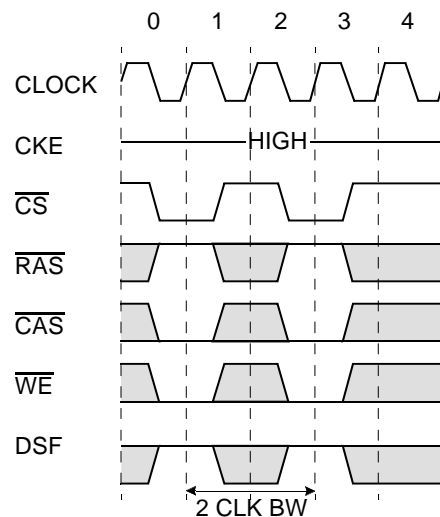 0 1 2 3 4
CLOCK
CKE HIGH
CS
RAS
CAS
WE
DSF
2 CLK BW